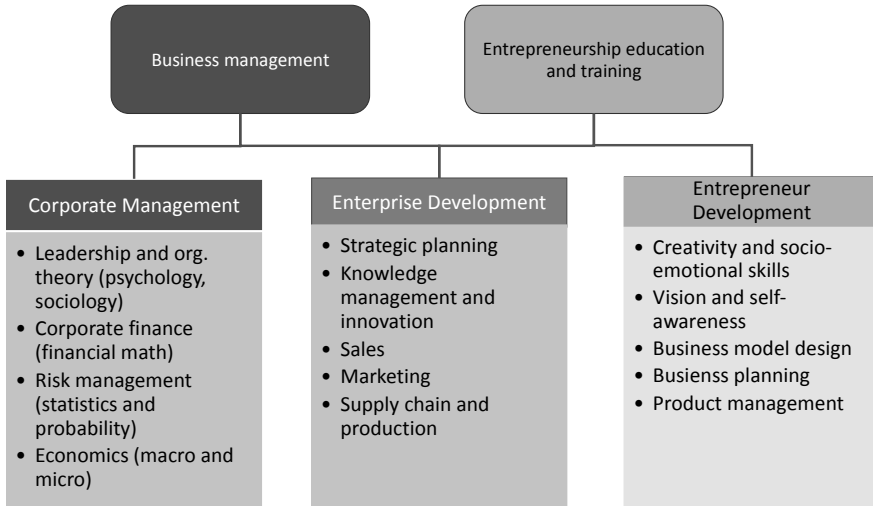 Business management
Entrepreneurship education
and training
Corporate Management
• Leadership and org.
theory (psychology,
sociology)
• Corporate finance
(financial math)
• Risk management
(statistics and
probability)
• Economics (macro and
micro)
Enterprise Development
• Strategic planning
• Knowledge
management and
innovation
• Sales
• Marketing
• Supply chain and
production
Entrepreneur
Development
• Creativity and socio-
emotional skills
• Vision and self-
awareness
• Business model design
• Busienss planning
• Product management